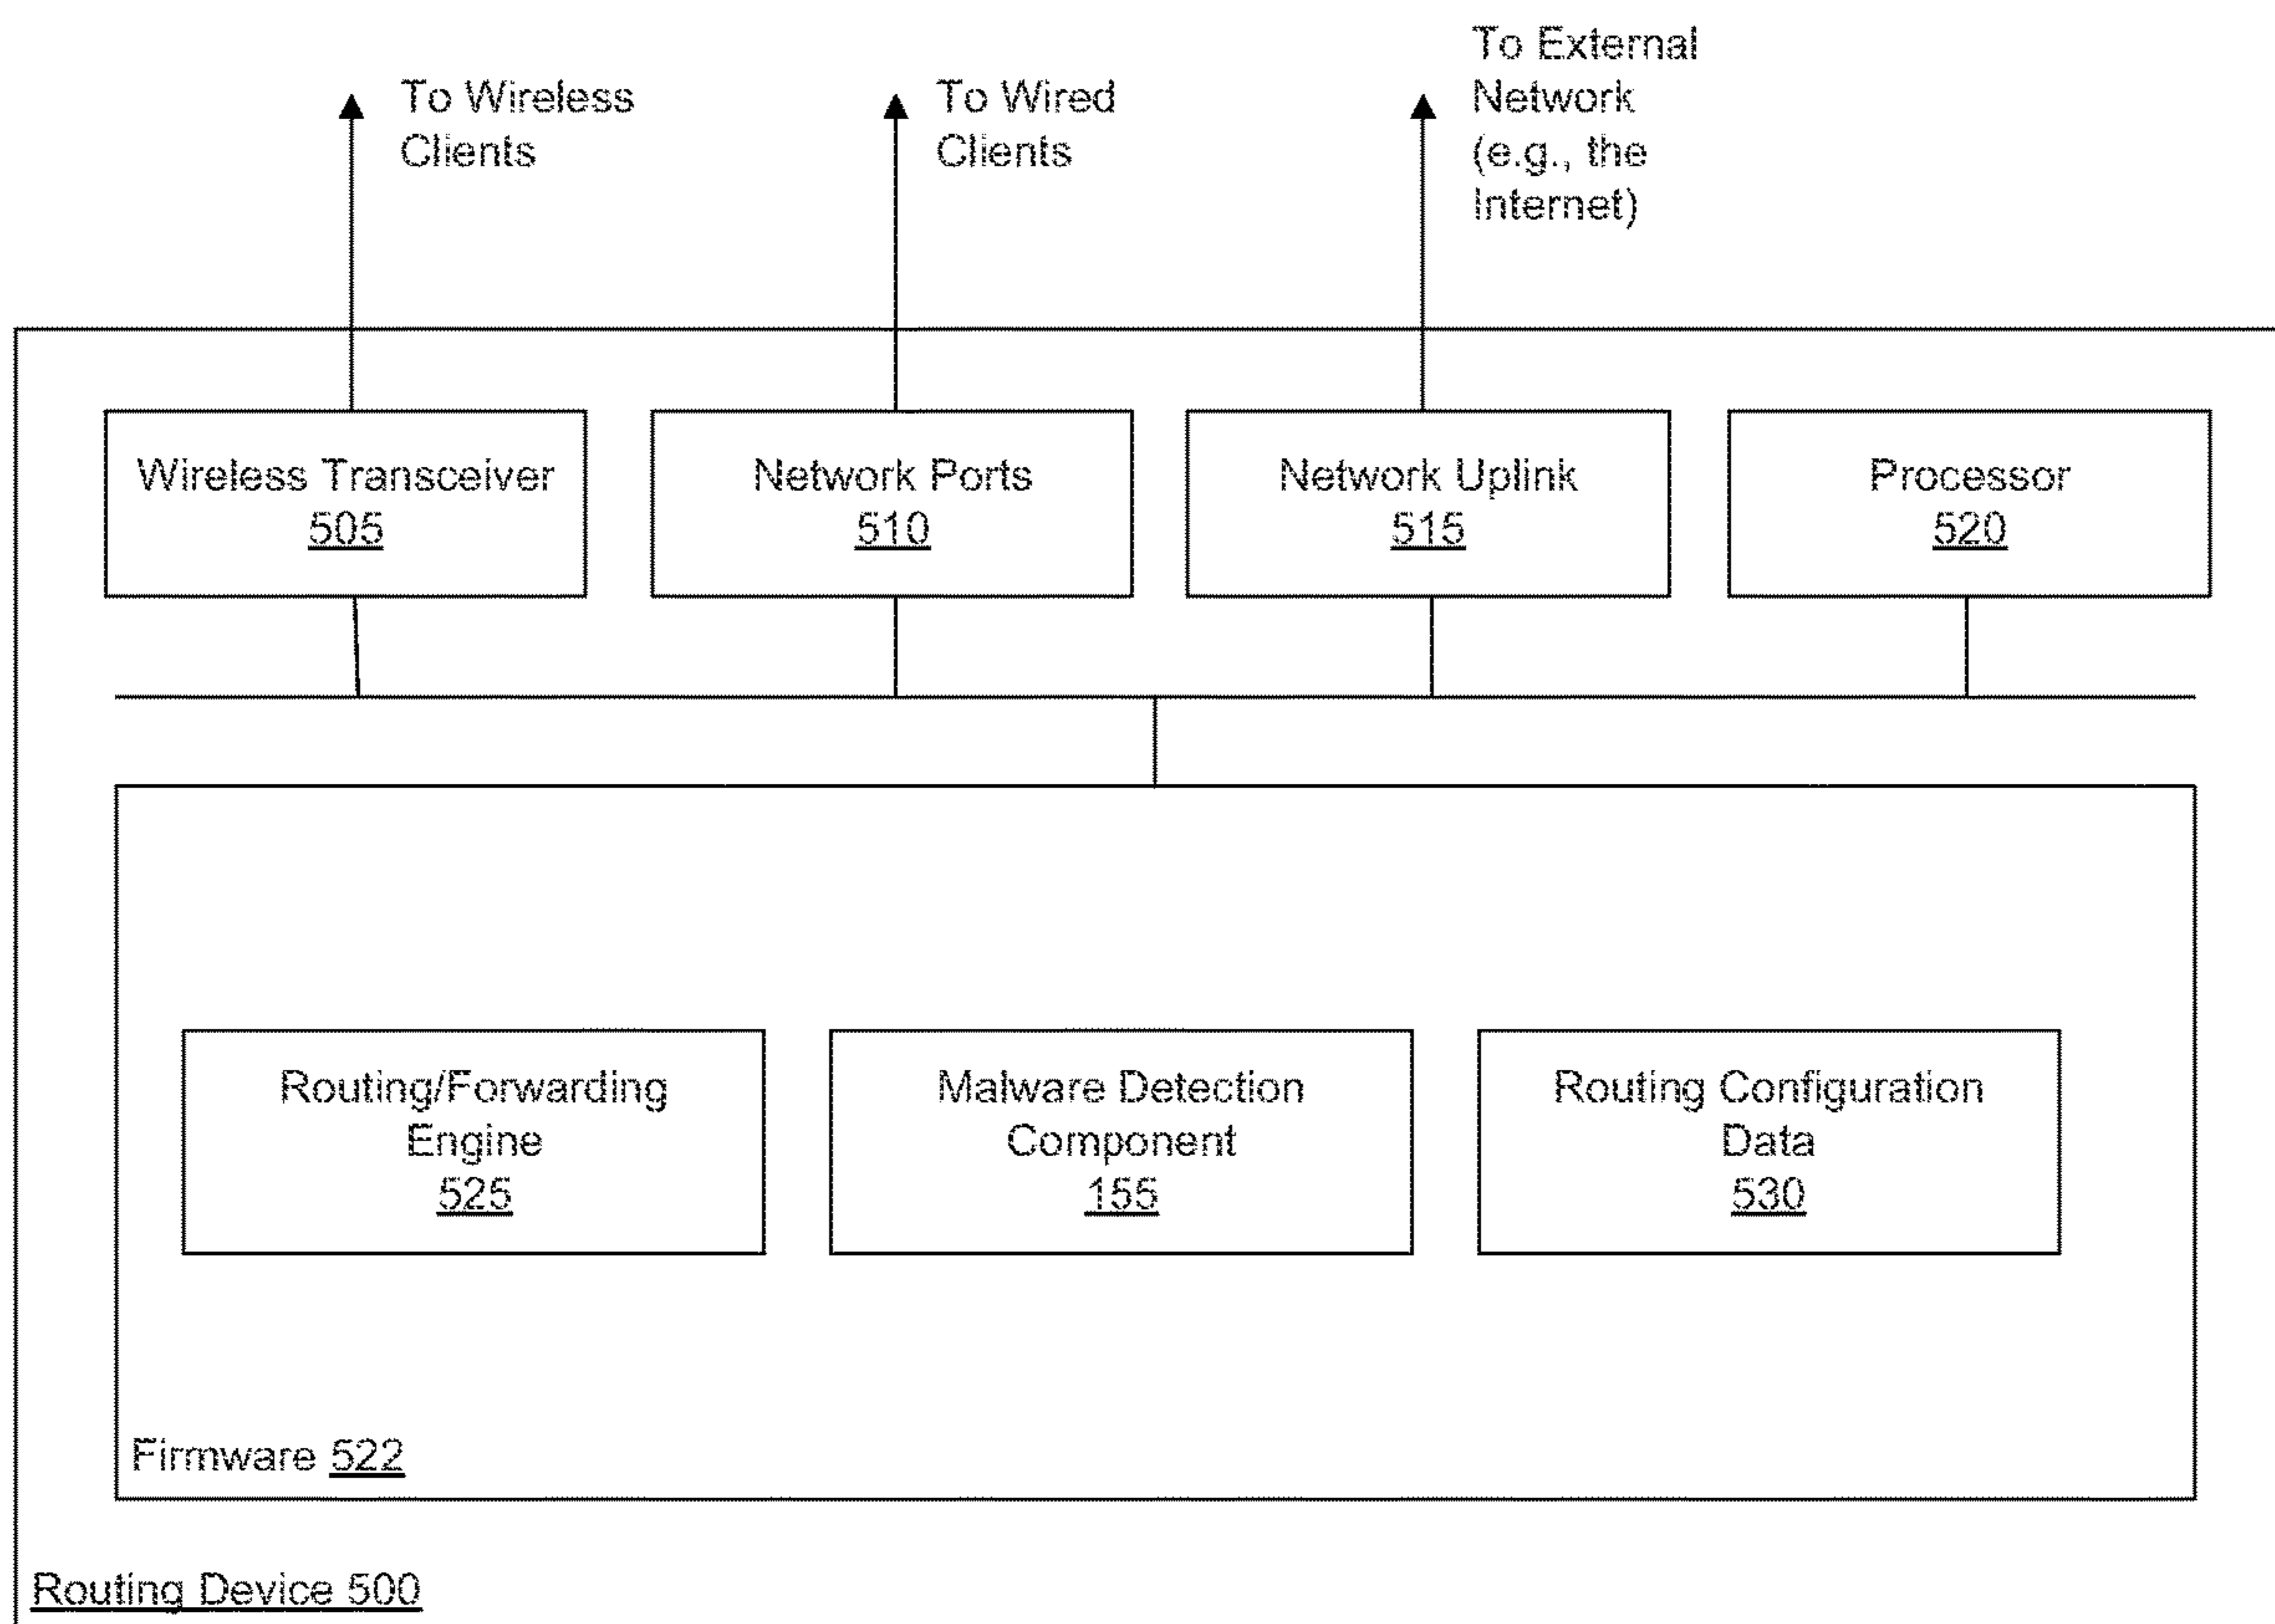 To Wireless
Clients
To Wired
Clients
To External
Network
(e.g., the
Internet)
Wireless Transceiver
505
Network Ports
510
Network Uplink
515
Processor
520
Routing/Forwarding
Engine
525
Malware Detection
Component
155
Routing Configuration
Data
530
Firmware 522
Routing Device 500